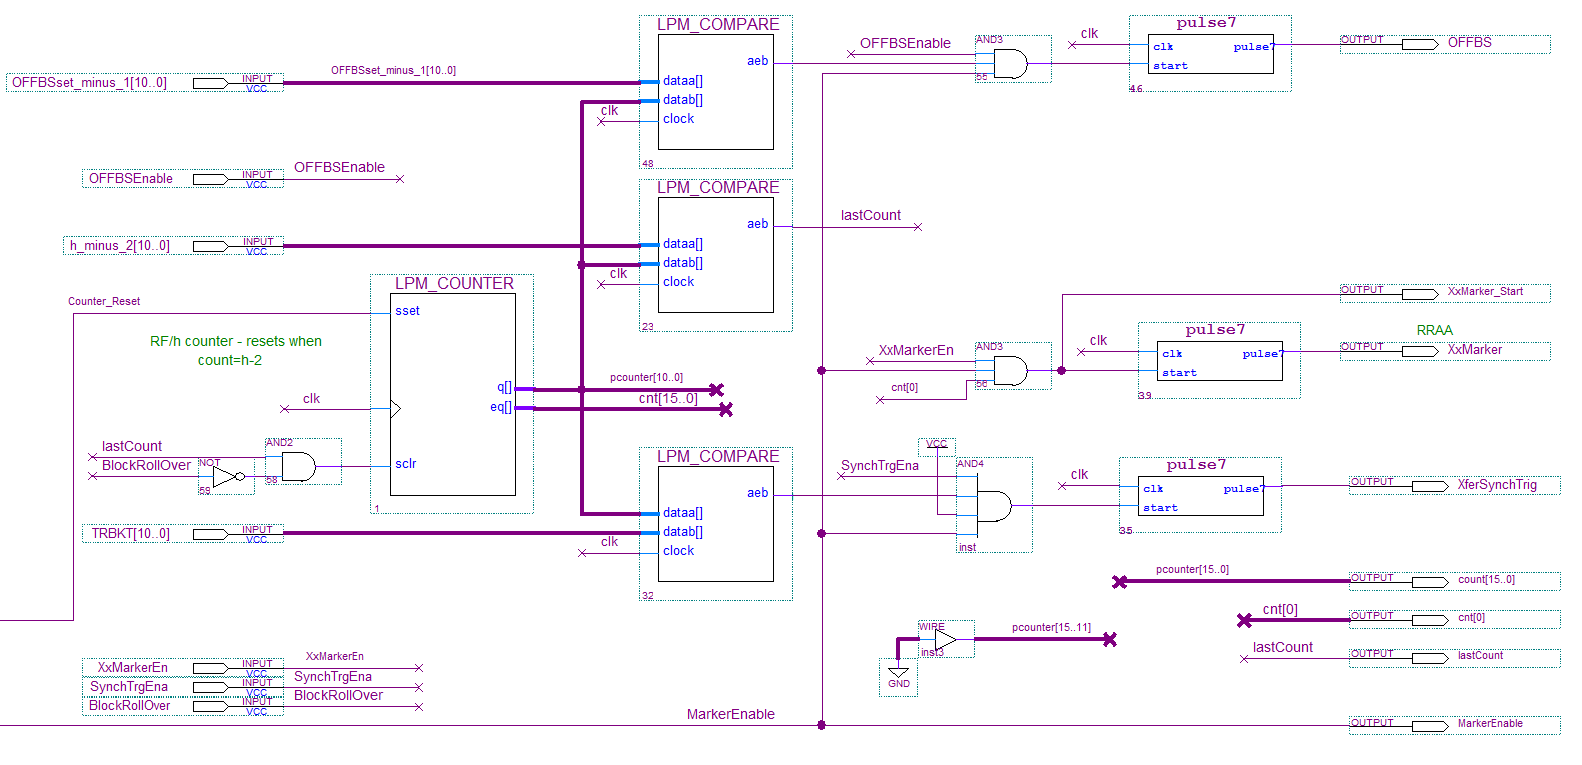 LPM_COMPARE
pulse7
OFFBSEnable
AND3
clk
clk
pulse7
OUTPUT
OFFBS
OFFBSset_minus_1[10..0]
INPUT
VCC
OFFBSset_minus_1[10..0]
aeb
dataa[]
datab[]
clk
clock
55
start
46
48
OFFBSEnable
INPUT
VCC
OFFBSEnable
LPM_COMPARE
aeb
lastCount
h_minus_2[10..0]
INPUT
VCC
dataa[]
datab[]
clk
clock
23
LPM_COUNTER
Counter_Reset
sset
RF/h counter - resets when
count=h-2
OUTPUT
XxMarker_Start
pulse7
RRAA
XxMarkerEn
AND3
clk
clk
pulse7
OUTPUT
XxMarker
q[]
pcounter[10..0]
cnt[0]
56
start
39
clk
eq[]
cnt[15..0]
lastCount
AND2
BlockRollOver
NOT
59
58
sclr
1
LPM_COMPARE
VCC
SynchTrgEna
AND4
pulse7
clk
clk
pulse7
OUTPUT
XferSynchTrig
aeb
dataa[]
start
35
TRBKT[10..0]
INPUT
VCC
datab[]
clk
clock
inst
32
pcounter[15..0]
OUTPUT
count[15..0]
cnt[0]
OUTPUT
cnt[0]
WIRE
pcounter[15..11]
inst3
GND
lastCount
OUTPUT
lastCount
XxMarkerEn
INPUT
VCC
XxMarkerEn
SynchTrgEna
INPUT
VCC
SynchTrgEna
BlockRollOver
INPUT
VCC
BlockRollOver
MarkerEnable
OUTPUT
MarkerEnable